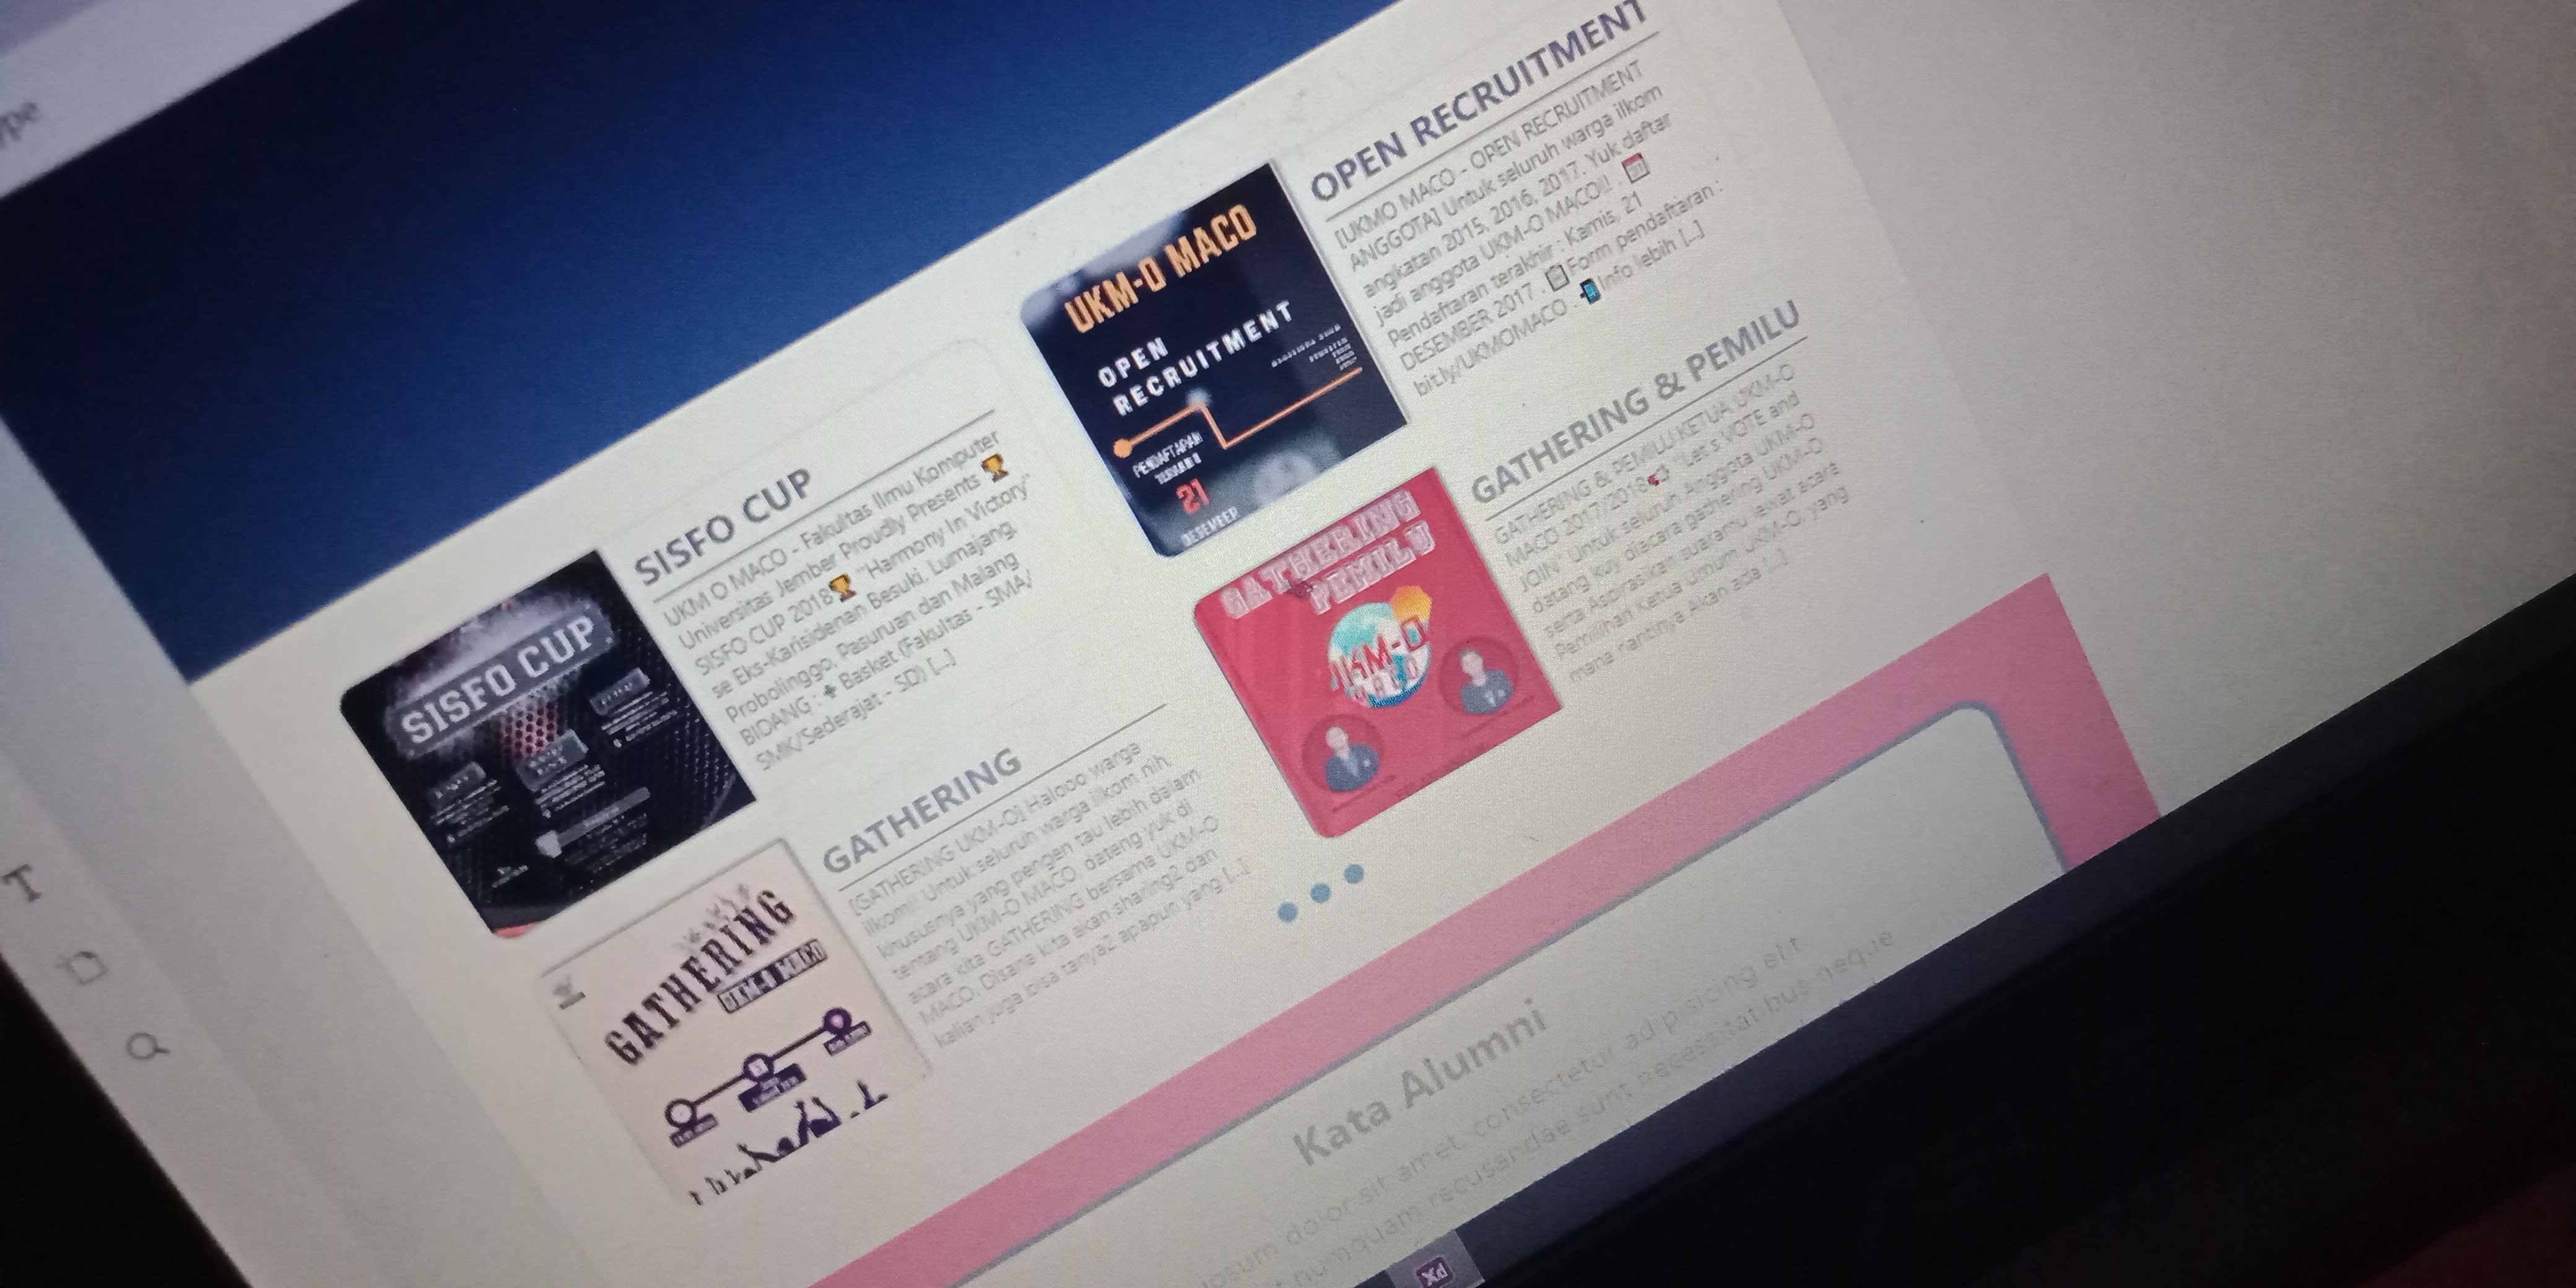 SISFO CUP
SISFO CUP
UKM O MACO - Fakultas Ilmu Komputer
Universitas Jember Proudly Presents 🏆
SISFO CUP 2018🏆 "Harmony In Victory"
se Eks-Karisidenan Besuki, Lumajang,
Probolinggo, Pasuruan dan Malang
BIDANG : + Basket (Fakultas - SMA/
SMK/Sederajat - SD) [...]
GATHERING
UKM-O MACO
GATHERING
[GATHERING UKM-O] Halooo warga
ilkom! Untuk seluruh warga ilkom nih,
khususnya yang pengen tau lebih dalam
tentang UKM-O MACO, dateng yuk di
acara kita GATHERING bersama UKM-O
MACO. Disana kita akan sharing2 dan
kalian juga bisa tanya2 apapun yang [...]
UKM-O MACO
OPEN
RECRUITMENT
PENDAFTARAN
21
DESEMBER
OPEN RECRUITMENT
[UKMO MACO - OPEN RECRUITMENT
ANGGOTA] Untuk seluruh warga ilkom
angkatan 2015, 2016, 2017. Yuk daftar
jadi anggota UKM-O MACO!! .
Pendaftaran terakhir : Kamis, 21
DESEMBER 2017 . Form pendaftaran :
bit.ly/UKMOMACO . Info lebih [...]
GATHERING
PEMILU
UKM-O
MACO
GATHERING & PEMILU
GATHERING & PEMILU KETUA UKM-O
MACO 2017/2018 "Let's VOTE and
JOIN" Untuk seluruh Anggota UKM-O
datang kuy diacara gathering UKM-O
serta Aspirasikan suaramu lewat acara
Pemilihan Ketua Umum UKM-O, yang
mana nantinya Akan ada [...]
Kata Alumni
ipsum dolor sit amet consectetur adipisicing elit
numquam recusandae sunt necessitatibus neque
T
Xd